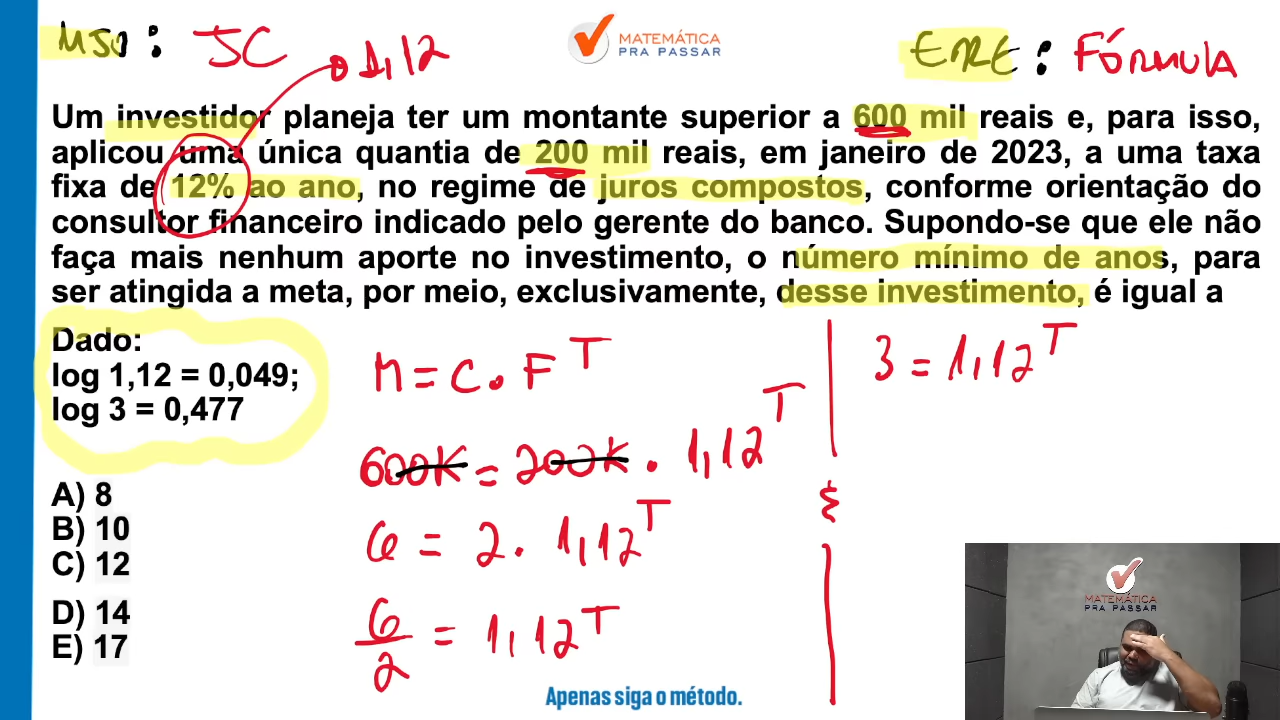 MSO : JC
1,12
MATEMÁTICA
PRA PASSAR
: FÓRMULA
Um investidor planeja ter um montante superior a 600 mil reais e, para isso,
aplicou uma única quantia de 200 mil reais, em janeiro de 2023, a uma taxa
fixa de 12% ao ano, no regime de juros compostos, conforme orientação do
consultor financeiro indicado pelo gerente do banco. Supondo-se que ele não
faça mais nenhum aporte no investimento, o número mínimo de anos, para
ser atingida a meta, por meio, exclusivamente, desse investimento, é igual a
Dado:
log 1,12 = 0,049;
log 3 = 0,477
A) 8
B) 10
C) 12
D) 14
E) 17
M = C . F^T
600K = 200K . 1,12^T
6 = 2 . 1,12^T
6/2 = 1,12^T
3 = 1,12^T
MATEMÁTICA
PRA PASSAR
Apenas siga o método.